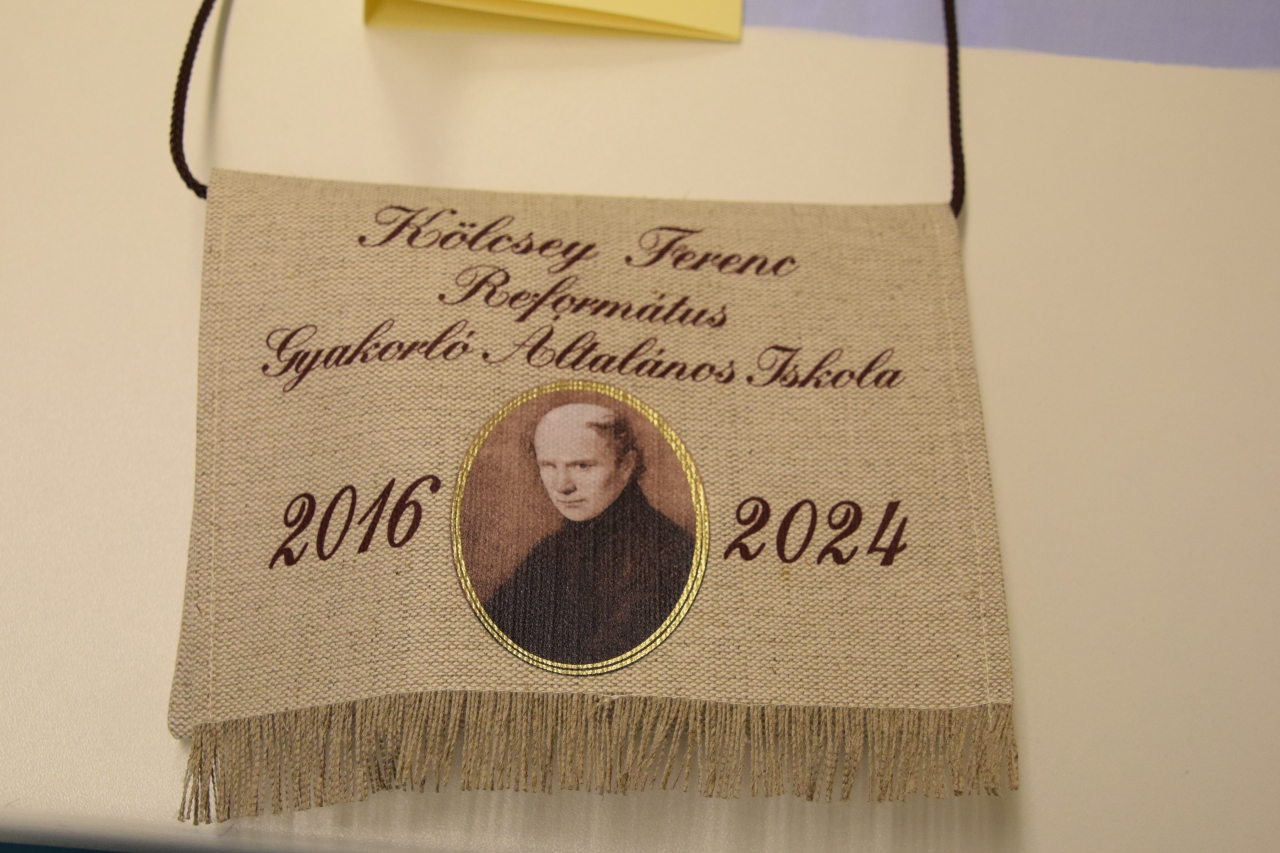 Kölcsey Ferenc
Református
Gyakorló Általános Iskola
2016 2024